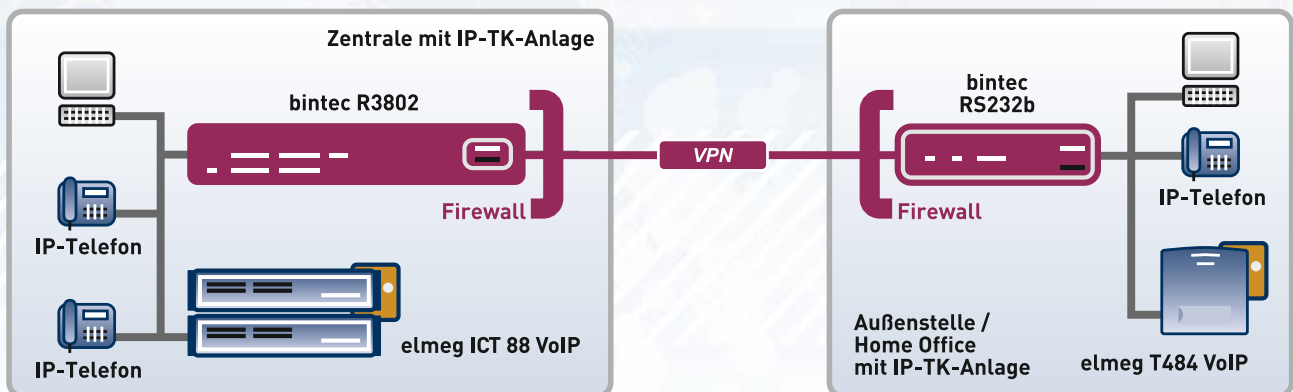 Zentrale mit IP-TK-Anlage
bintec R3802
Firewall
IP-Telefon
IP-Telefon
elmeg ICT 88 VoIP
VPN
bintec
RS232b
Firewall
IP-Telefon
Außenstelle /
Home Office
mit IP-TK-Anlage
elmeg T484 VoIP